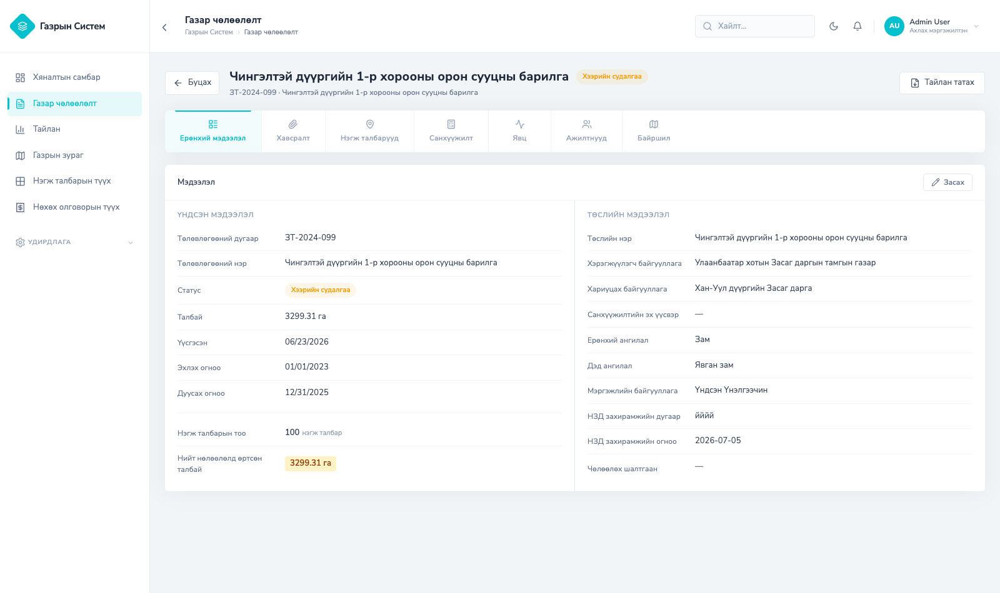 Газрын Систем
Газар чөлөөлөлт
Газрын Систем > Газар чөлөөлөлт
Хайлт...
AU
Admin User
Ахлах мэргэжилтэн
Хяналтын самбар
Газар чөлөөлөлт
Тайлан
Газрын зураг
Нэгж талбарын түүх
Нөхөх олговорын түүх
УДИРДЛАГА
Буцах
Чингэлтэй дүүргийн 1-р хорооны орон сууцны барилга
Хээрийн судалгаа
ЗТ-2024-099 · Чингэлтэй дүүргийн 1-р хорооны орон сууцны барилга
Тайлан татах
Ерөнхий мэдээлэл
Хавсралт
Нэгж талбарууд
Санхүүжилт
Явц
Ажилтнууд
Байршил
Мэдээлэл
Засах
ҮНДСЭН МЭДЭЭЛЭЛ
Төлөвлөгөөний дугаар ЗТ-2024-099
Төлөвлөгөөний нэр Чингэлтэй дүүргийн 1-р хорооны орон сууцны барилга
Статус Хээрийн судалгаа
Талбай 3299.31 га
Үүсгэсэн 06/23/2026
Эхлэх огноо 01/01/2023
Дуусах огноо 12/31/2025
Нэгж талбарын тоо 100 нэгж талбар
Нийт нөлөөлөлд өртсөн
талбай
3299.31 га
ТӨСЛИЙН МЭДЭЭЛЭЛ
Төслийн нэр Чингэлтэй дүүргийн 1-р хорооны орон сууцны барилга
Хэрэгжүүлэгч байгууллага Улаанбаатар хотын Засаг даргын тамгын газар
Хариуцах байгууллага Хан-Уул дүүргийн Засаг дарга
Санхүүжилтийн эх үүсвэр —
Ерөнхий ангилал Зам
Дэд ангилал Явган зам
Мэргэжлийн байгууллага Үндсэн Үнэлгээчин
НЗД захирамжийн дугаар йййй
НЗД захирамжийн огноо 2026-07-05
Чөлөөлөх шалтгаан —